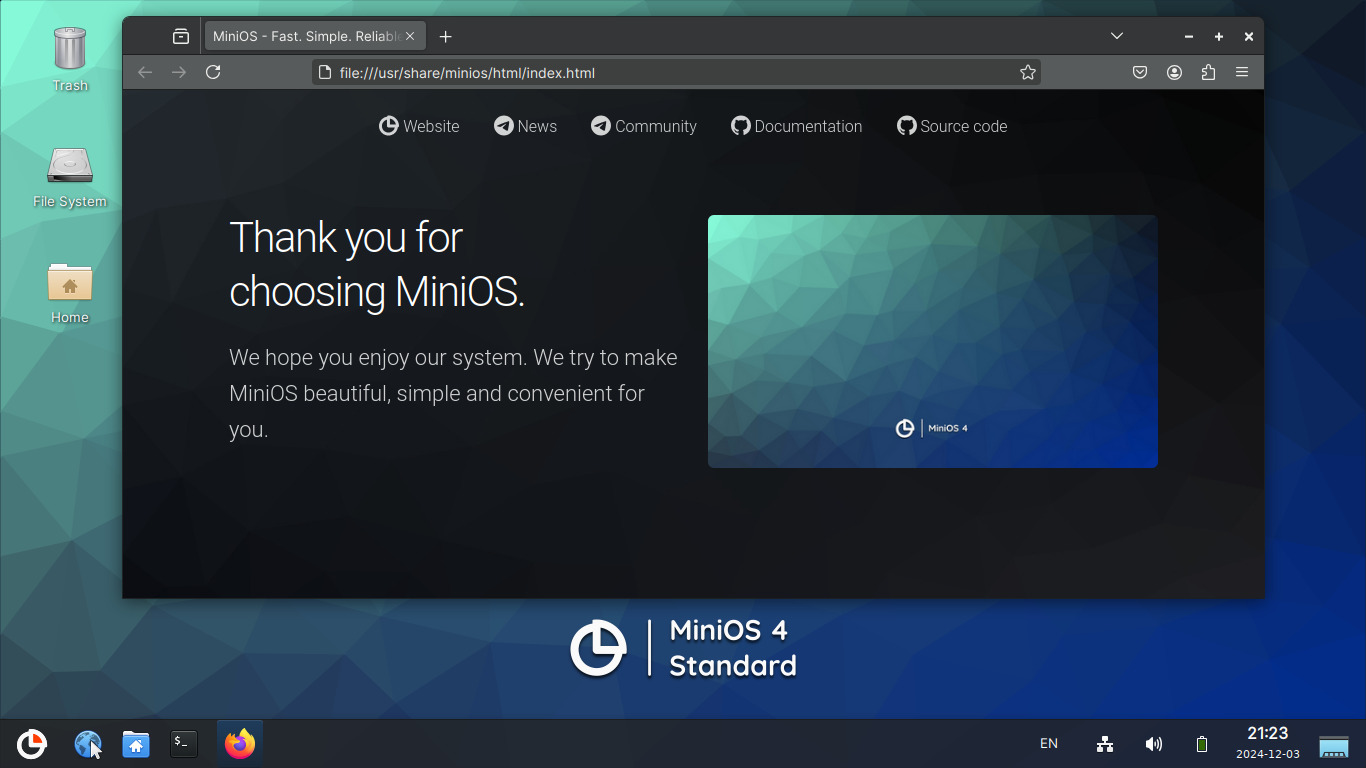 Trash
File System
Home
MiniOS - Fast. Simple. Reliable
file:///usr/share/minios/html/index.html
Website News Community Documentation Source code
Thank you for
choosing MiniOS.
We hope you enjoy our system. We try to make
MiniOS beautiful, simple and convenient for
you.
MiniOS 4
MiniOS 4
Standard
EN
21:23
2024-12-03